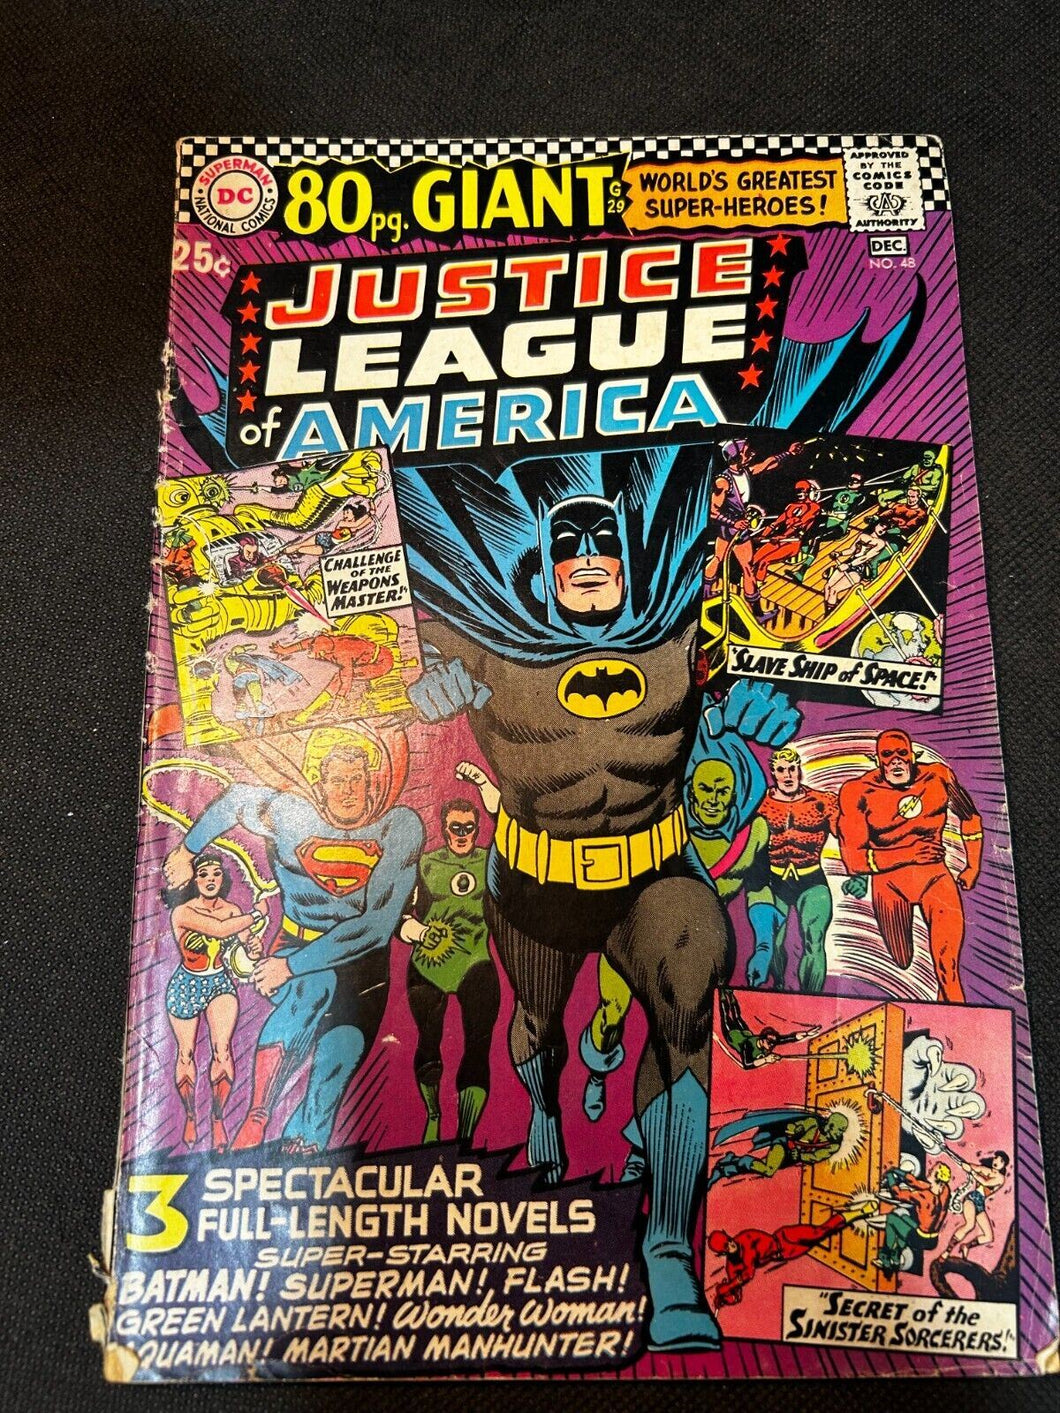 SUPERMAN
DC
NATIONAL COMICS
80pg. GIANT
G
29
WORLD'S GREATEST
SUPER-HEROES!
APPROVED
BY THE
COMICS
CODE
CA
AUTHORITY
25¢
DEC.
NO. 48
JUSTICE
LEAGUE
of AMERICA
CHALLENGE
OF THE
WEAPONS
MASTER!"
"SLAVE SHIP of SPACE!"
S
3 SPECTACULAR
FULL-LENGTH NOVELS
SUPER-STARRING
BATMAN! SUPERMAN! FLASH!
GREEN LANTERN! Wonder Woman!
QUAMAN! MARTIAN MANHUNTER!
"SECRET of the
SINISTER SORCERERS!"